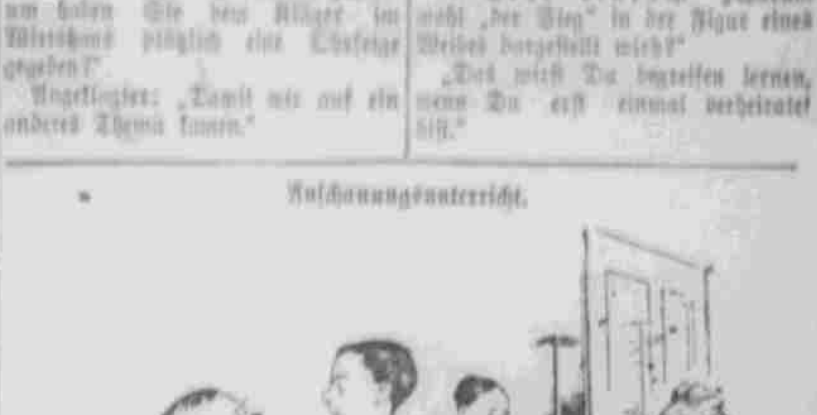 um haben Sie dem Kläger im
Wirtshaus plötzlich eine Ohrfeige
gegeben?"
Angeklagter: „Damit wir auf ein
anderes Thema kamen."
wohl „der Sieg" in der Figur eines
Weibes dargestellt wird?"
„Das wirst Du begreifen lernen,
wenn Du erst einmal verheiratet
bist."
Anschauungsunterricht.